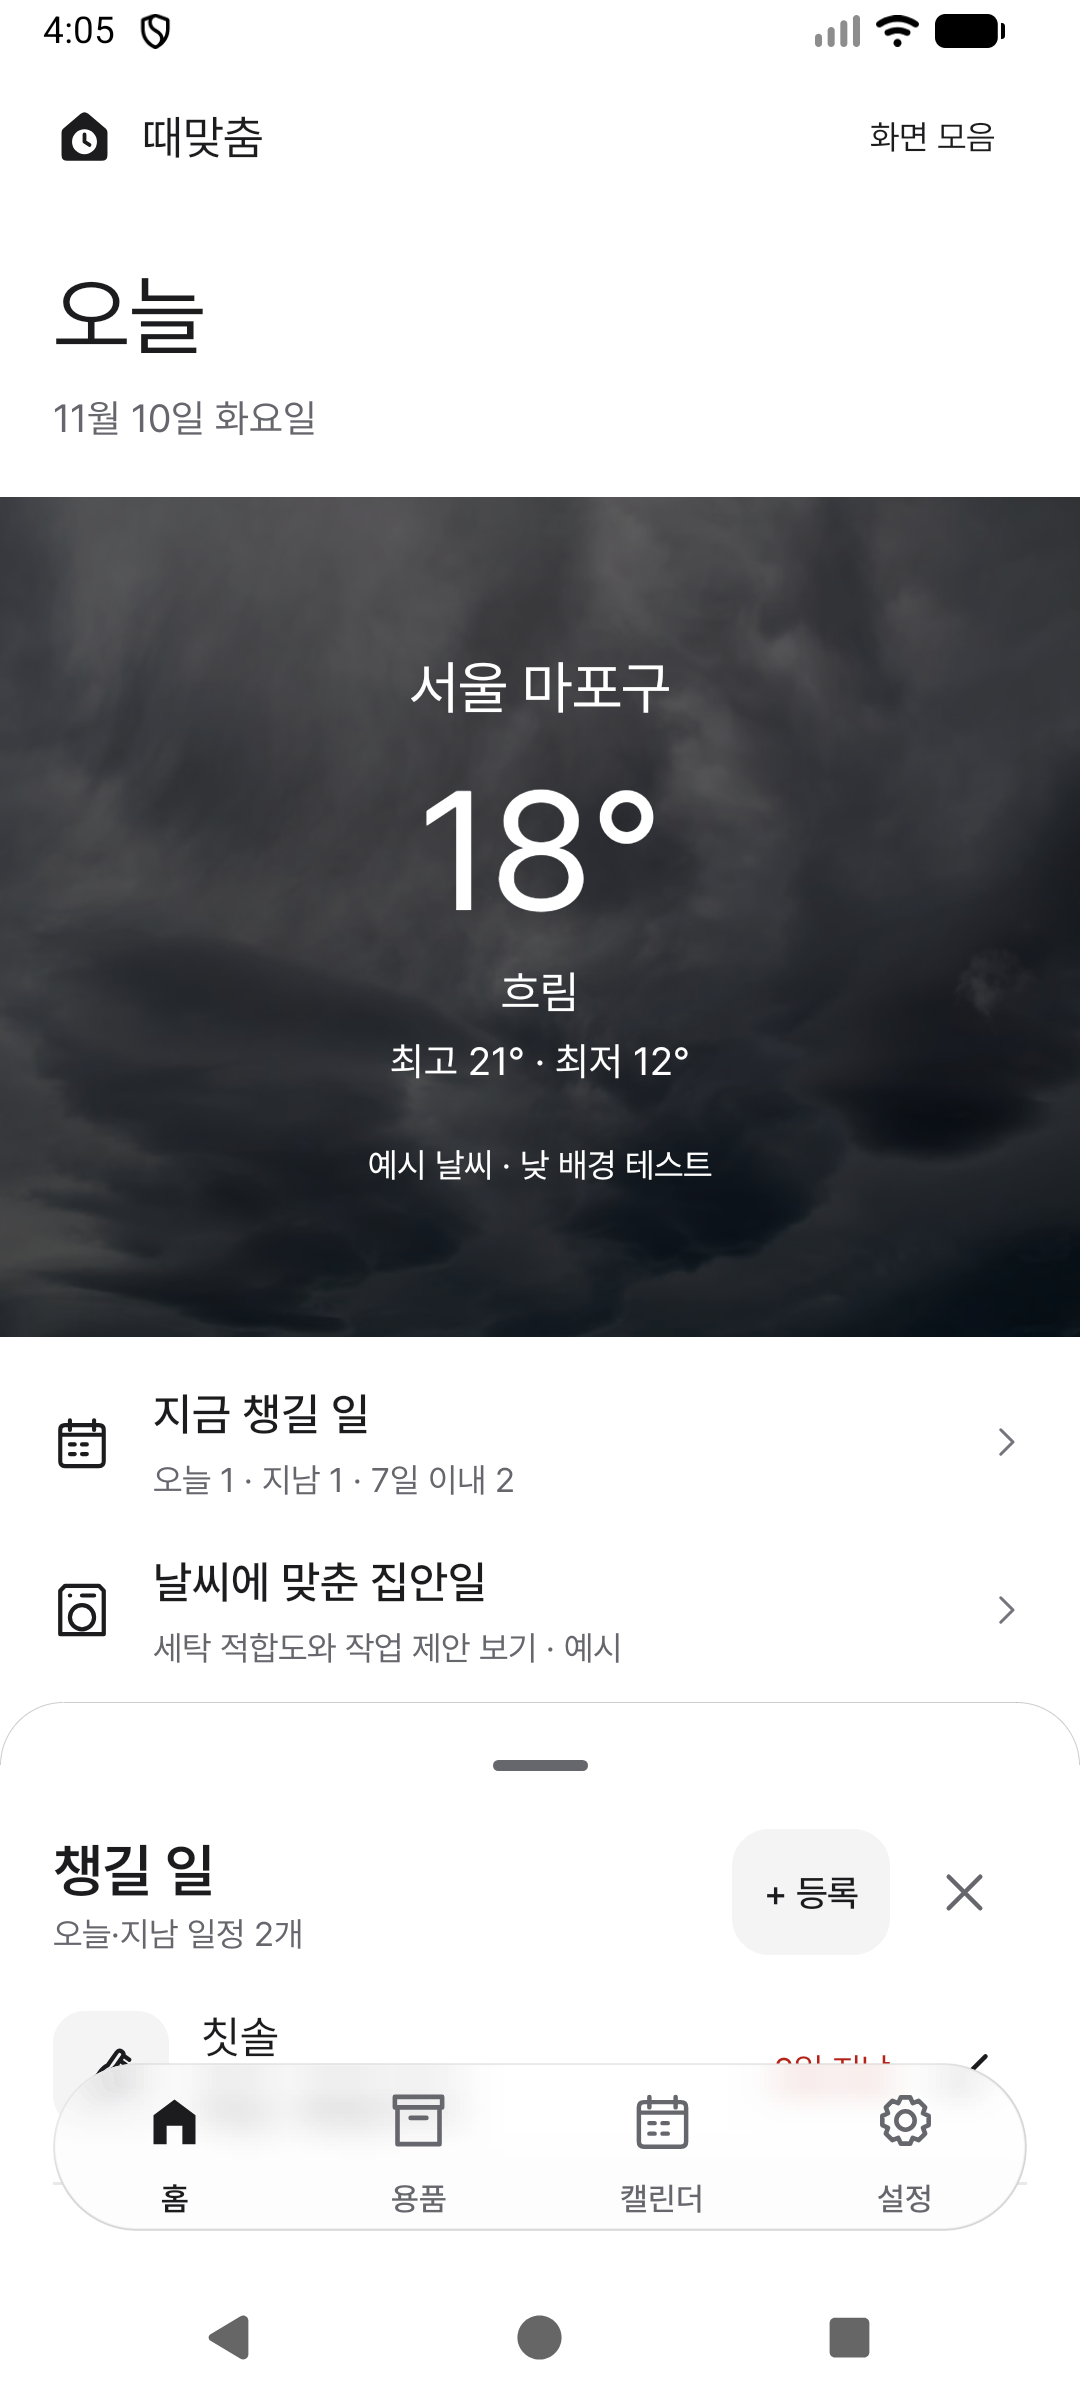 4:05
때맞춤
화면 모음
오늘
11월 10일 화요일
서울 마포구
18°
흐림
최고 21° · 최저 12°
예시 날씨 · 낮 배경 테스트
지금 챙길 일
오늘 1 · 지남 1 · 7일 이내 2
날씨에 맞춘 집안일
세탁 적합도와 작업 제안 보기 · 예시
챙길 일
+ 등록
오늘·지남 일정 2개
칫솔
홈
용품
캘린더
설정